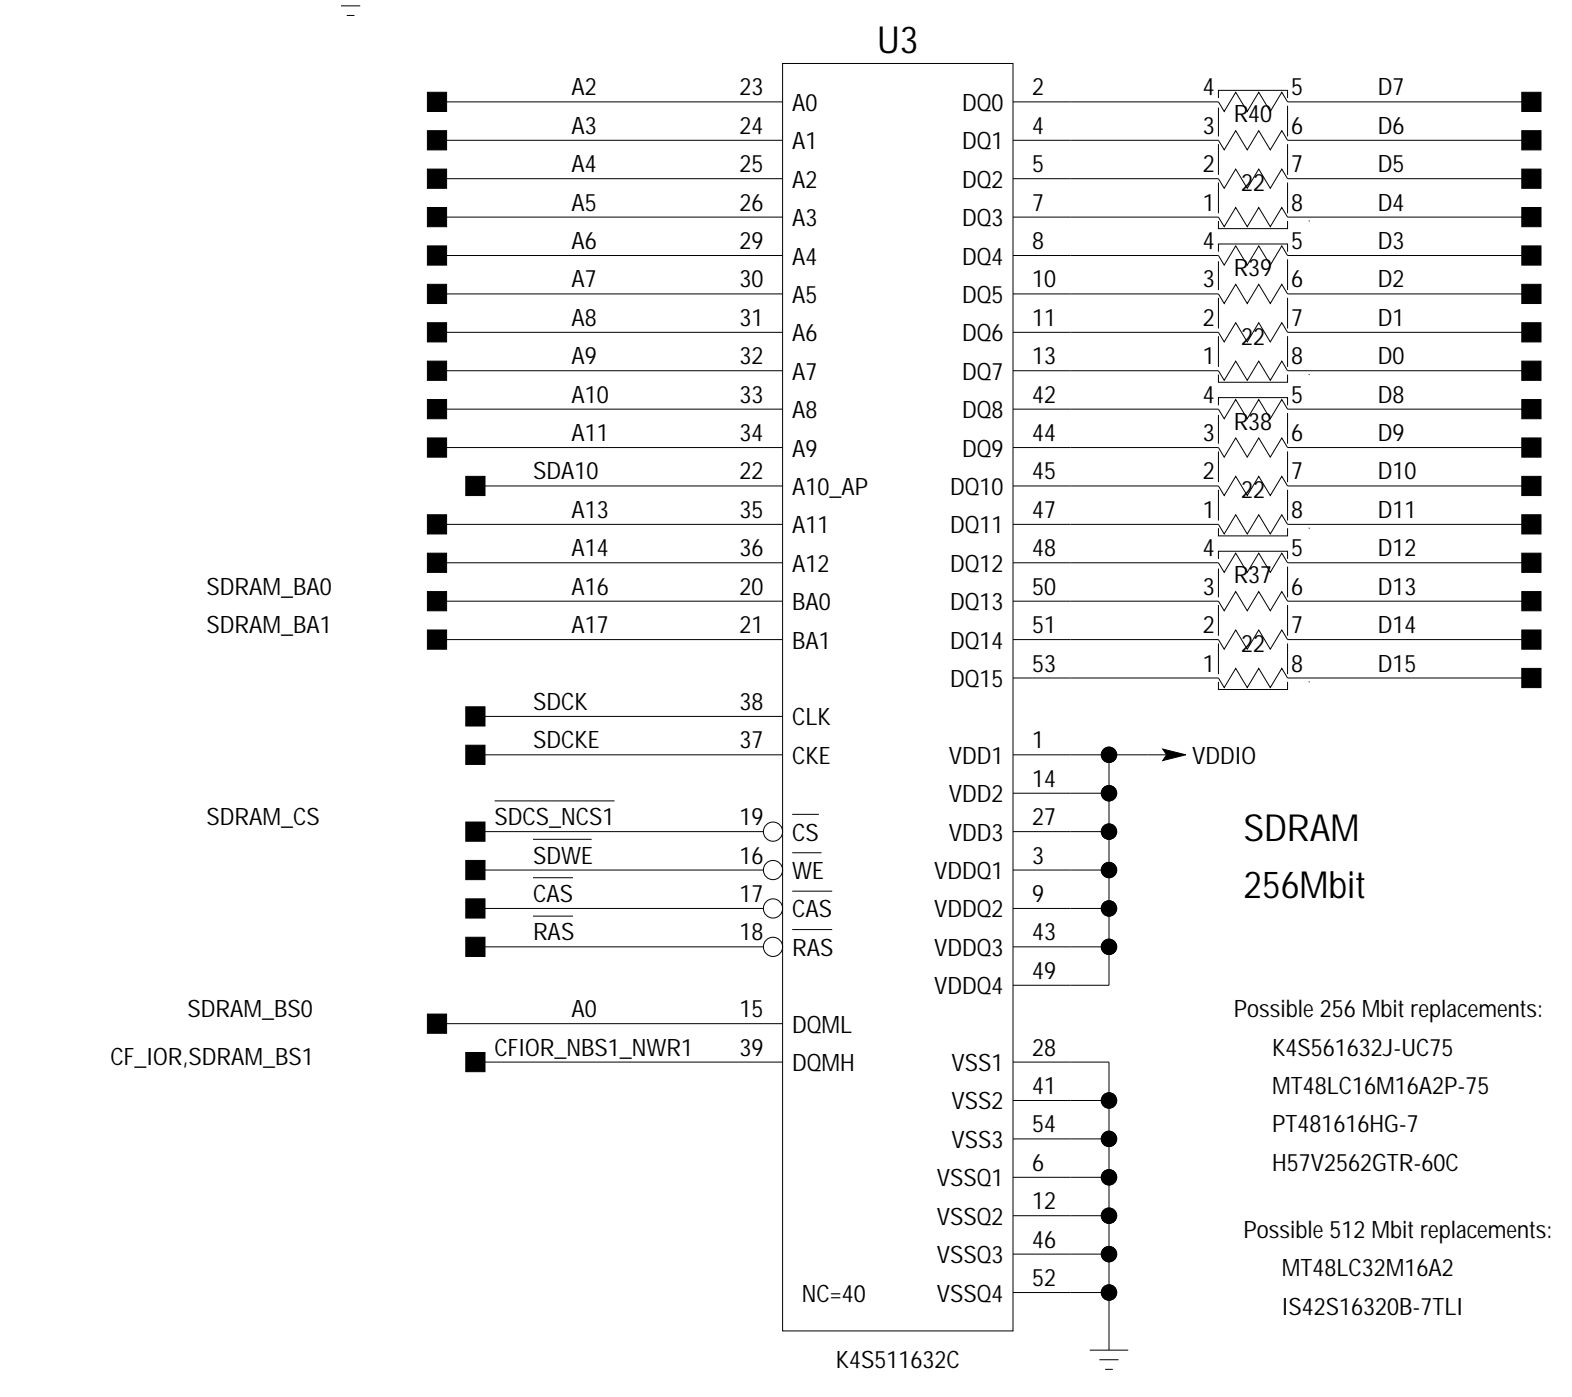 U3
A2 23 A0 DQ0 2 4 5 D7
R40
A3 24 A1 DQ1 4 3 6 D6
A4 25 A2 DQ2 5 2 22 7 D5
A5 26 A3 DQ3 7 1 8 D4
A6 29 A4 DQ4 8 4 5 D3
R39
A7 30 A5 DQ5 10 3 6 D2
A8 31 A6 DQ6 11 2 22 7 D1
A9 32 A7 DQ7 13 1 8 D0
A10 33 A8 DQ8 42 4 5 D8
R38
A11 34 A9 DQ9 44 3 6 D9
SDA10 22 A10_AP DQ10 45 2 22 7 D10
A13 35 A11 DQ11 47 1 8 D11
A14 36 A12 DQ12 48 4 5 D12
R37
SDRAM_BA0 A16 20 BA0 DQ13 50 3 6 D13
SDRAM_BA1 A17 21 BA1 DQ14 51 2 22 7 D14
DQ15 53 1 8 D15
SDCK 38 CLK
SDCKE 37 CKE VDD1 1 VDDIO
VDD2 14
SDRAM_CS SDCS_NCS1 19 CS VDD3 27 SDRAM
SDWE 16 WE VDDQ1 3 256Mbit
CAS 17 CAS VDDQ2 9
RAS 18 RAS VDDQ3 43
VDDQ4 49
SDRAM_BS0 A0 15 DQML Possible 256 Mbit replacements:
CF_IOR,SDRAM_BS1 CFIOR_NBS1_NWR1 39 DQMH VSS1 28 K4S561632J-UC75
VSS2 41 MT48LC16M16A2P-75
VSS3 54 PT481616HG-7
VSSQ1 6 H57V2562GTR-60C
VSSQ2 12 Possible 512 Mbit replacements:
VSSQ3 46 MT48LC32M16A2
NC=40 VSSQ4 52 IS42S16320B-7TLI
K4S511632C